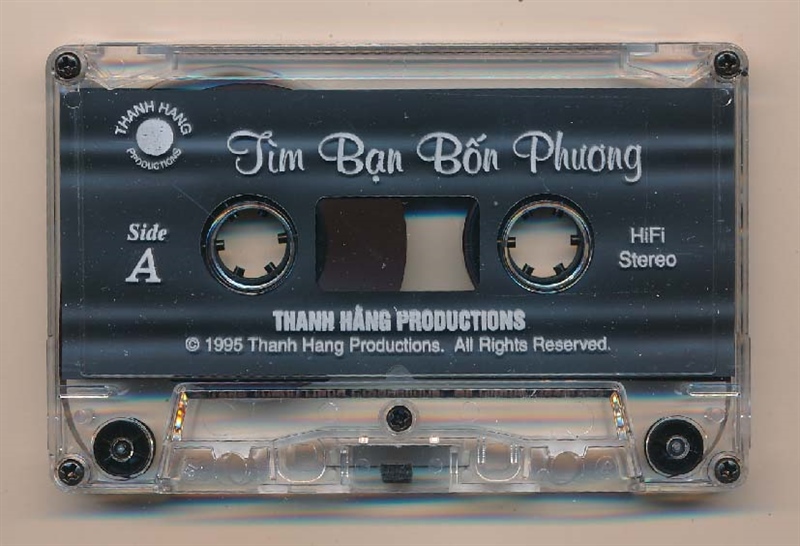 THANH HANG
PRODUCTIONS
Tìm Bạn Bốn Phương
Side
A
HiFi
Stereo
THANH HẰNG PRODUCTIONS
© 1995 Thanh Hang Productions. All Rights Reserved.